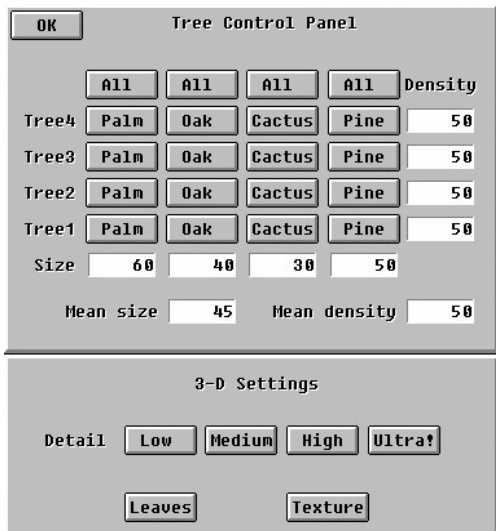 OK Tree Control Panel
All All All All Density
Tree4 Palm Oak Cactus Pine 50
Tree3 Palm Oak Cactus Pine 50
Tree2 Palm Oak Cactus Pine 50
Tree1 Palm Oak Cactus Pine 50
Size 60 40 30 50
Mean size 45 Mean density 50
3-D Settings
Detail Low Medium High Ultra!
Leaves Texture